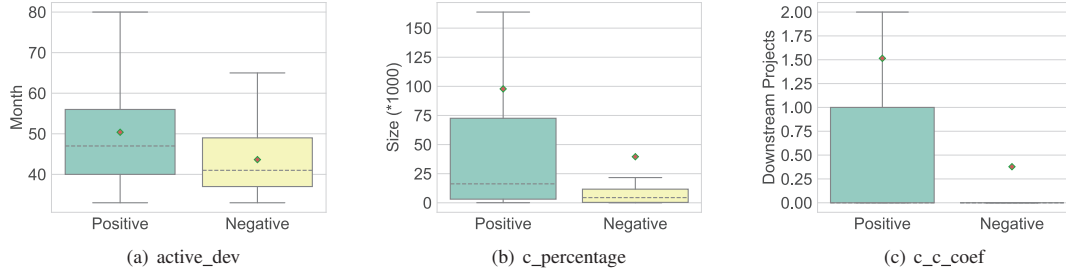 80
70
60
50
40
Month
Positive
Negative
(a) active_dev
150
125
100
75
50
25
0
Size (*1000)
Positive
Negative
(b) c_percentage
2.00
1.75
1.50
1.25
1.00
0.75
0.50
0.25
0.00
Downstream Projects
Positive
Negative
(c) c_c_coef